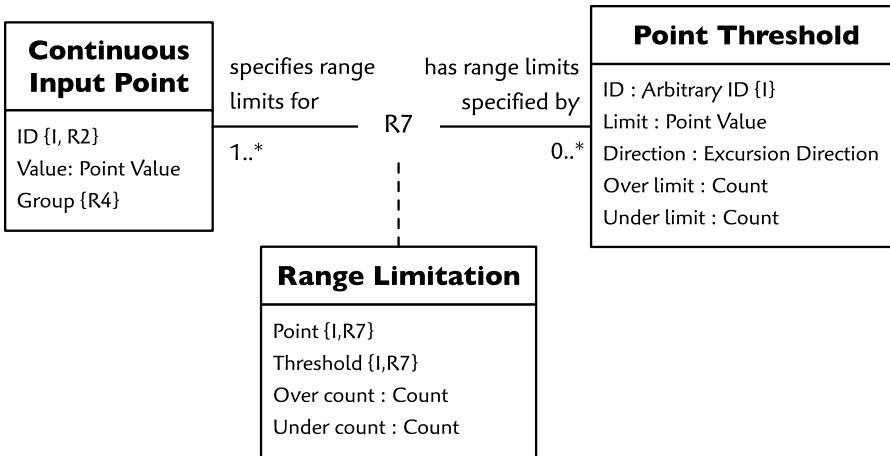 Continuous
Input Point
ID {I, R2}
Value: Point Value
Group {R4}
specifies range
limits for
1..*
R7
has range limits
specified by
0..*
Point Threshold
ID : Arbitrary ID {I}
Limit : Point Value
Direction : Excursion Direction
Over limit : Count
Under limit : Count
Range Limitation
Point {I,R7}
Threshold {I,R7}
Over count : Count
Under count : Count